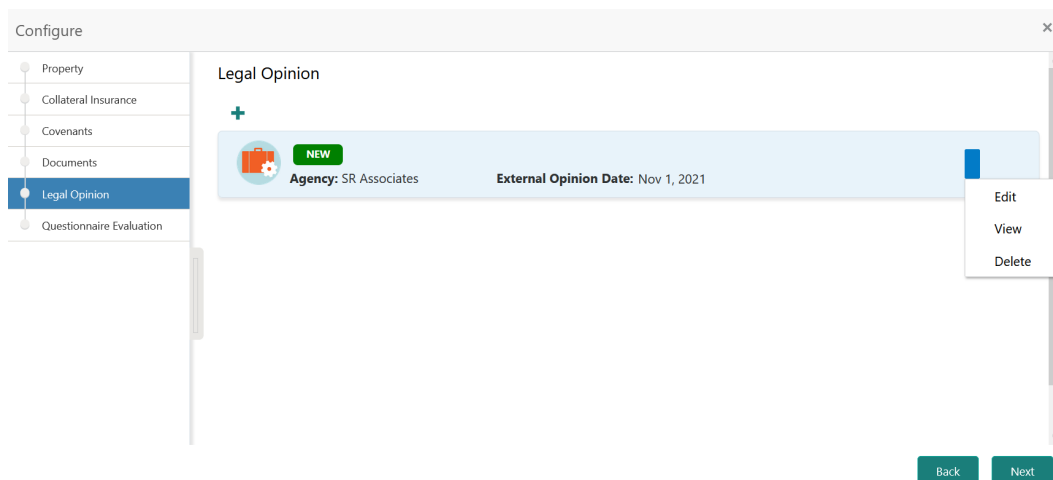 Configure
×
Property
Collateral Insurance
Covenants
Documents
Legal Opinion
Questionnaire Evaluation
Legal Opinion
NEW
Agency: SR Associates External Opinion Date: Nov 1, 2021
Edit
View
Delete
Back Next